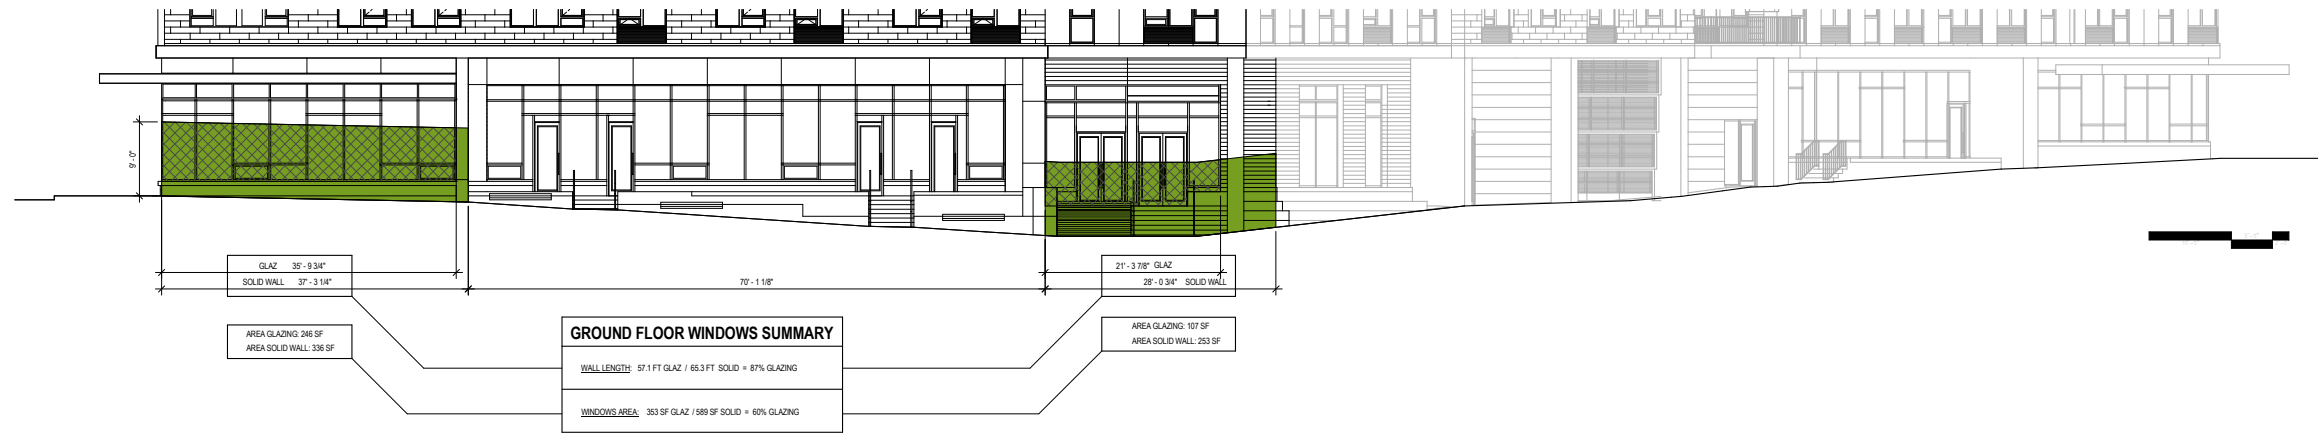 9' - 0"
GLAZ 35' - 9 3/4"
SOLID WALL 37' - 3 1/4"
70' - 1 1/8"
21' - 3 7/8" GLAZ
28' - 0 3/4" SOLID WALL
AREA GLAZING: 246 SF
AREA SOLID WALL: 336 SF
GROUND FLOOR WINDOWS SUMMARY
WALL LENGTH: 57.1 FT GLAZ / 65.3 FT SOLID = 87% GLAZING
WINDOWS AREA: 353 SF GLAZ / 589 SF SOLID = 60% GLAZING
AREA GLAZING: 107 SF
AREA SOLID WALL: 253 SF